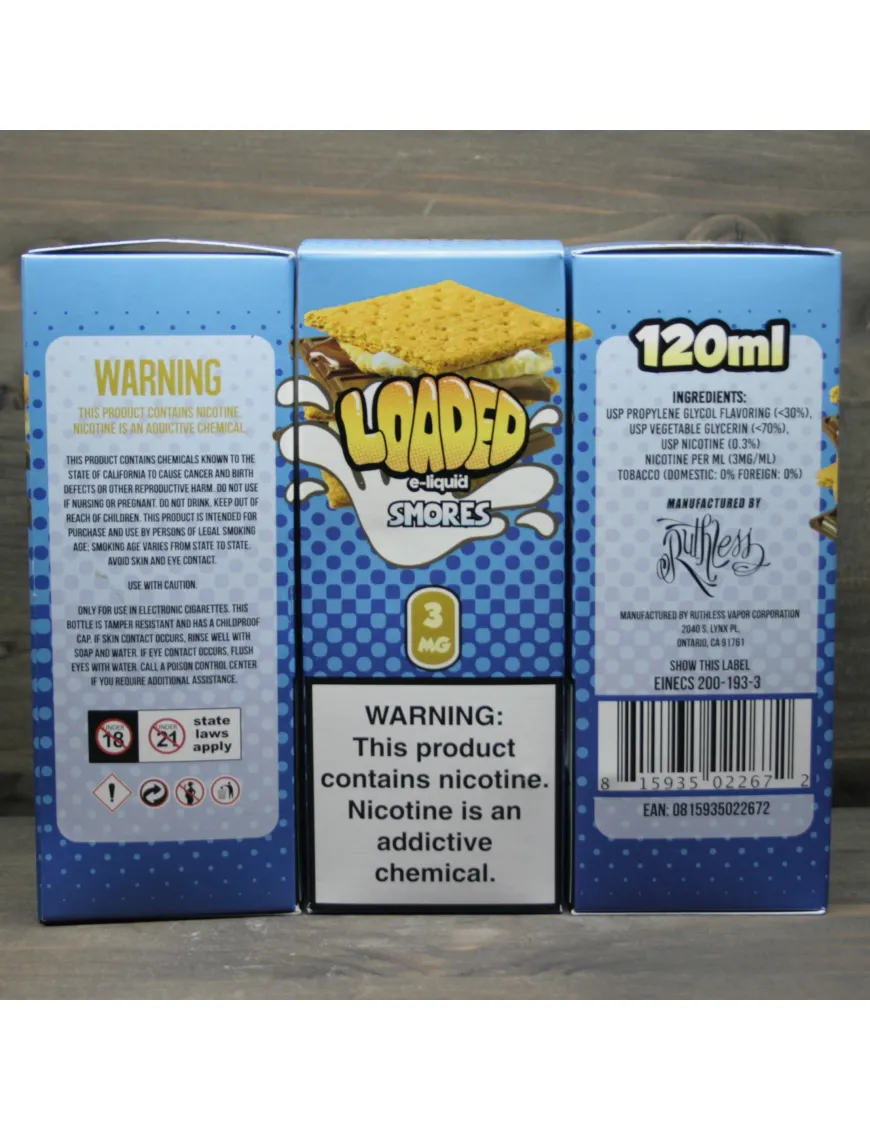 WARNING
THIS PRODUCT CONTAINS NICOTINE.
NICOTINE IS AN ADDICTIVE CHEMICAL.
THIS PRODUCT CONTAINS CHEMICALS KNOWN TO THE
STATE OF CALIFORNIA TO CAUSE CANCER AND BIRTH
DEFECTS OR OTHER REPRODUCTIVE HARM. DO NOT USE
IF NURSING OR PREGNANT. DO NOT DRINK. KEEP OUT OF
REACH OF CHILDREN. THIS PRODUCT IS INTENDED FOR
PURCHASE AND USE BY PERSONS OF LEGAL SMOKING
AGE; SMOKING AGE VARIES FROM STATE TO STATE.
AVOID SKIN AND EYE CONTACT.
USE WITH CAUTION.
ONLY FOR USE IN ELECTRONIC CIGARETTES. THIS
BOTTLE IS TAMPER RESISTANT AND HAS A CHILDPROOF
CAP. IF SKIN CONTACT OCCURS, RINSE WELL WITH
SOAP AND WATER. IF EYE CONTACT OCCURS, FLUSH
EYES WITH WATER. CALL A POISON CONTROL CENTER
IF YOU REQUIRE ADDITIONAL ASSISTANCE.
UNDER
18
UNDER
21
state
laws
apply
LOADED
e-liquid
SMORES
3
MG
WARNING:
This product
contains nicotine.
Nicotine is an
addictive
chemical.
120ml
INGREDIENTS:
USP PROPYLENE GLYCOL FLAVORING (<30%),
USP VEGETABLE GLYCERIN (<70%),
USP NICOTINE (0.3%)
NICOTINE PER ML (3MG/ML)
TOBACCO (DOMESTIC: 0% FOREIGN: 0%)
MANUFACTURED BY
Ruthless
MANUFACTURED BY RUTHLESS VAPOR CORPORATION
2040 S. LYNX PL.
ONTARIO, CA 91761
SHOW THIS LABEL
EINECS 200-193-3
8 15935 02267 2
EAN: 0815935022672